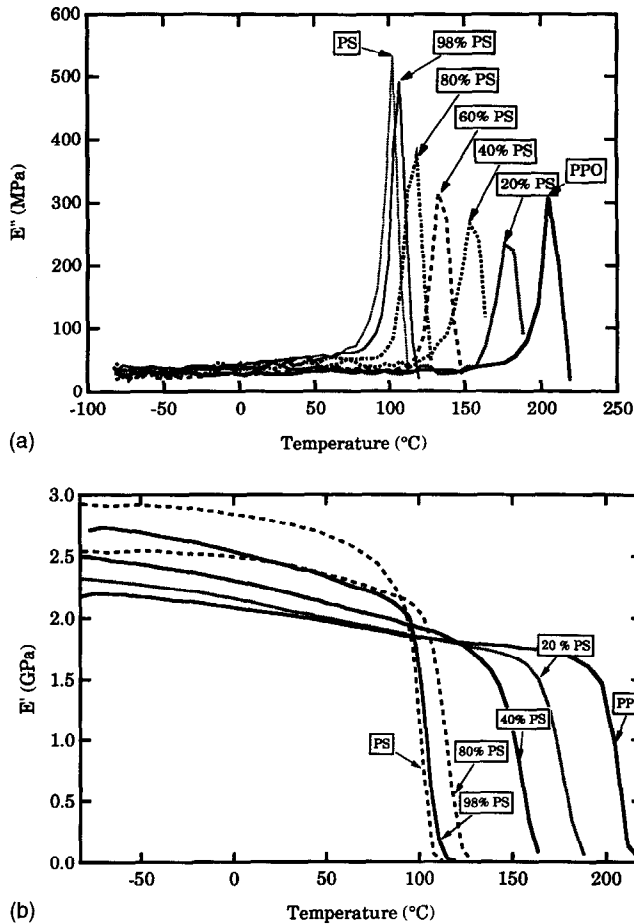 600
500
400
300
200
100
0
E" (MPa)
PS
98% PS
80% PS
60% PS
40% PS
20% PS
PPO
-100
-50
0
50
100
150
200
250
Temperature (°C)
(a)
3.0
2.5
2.0
1.5
1.0
0.5
0.0
E' (GPa)
20 % PS
PP
40% PS
PS
80% PS
98% PS
-50
0
50
100
150
200
Temperature (°C)
(b)